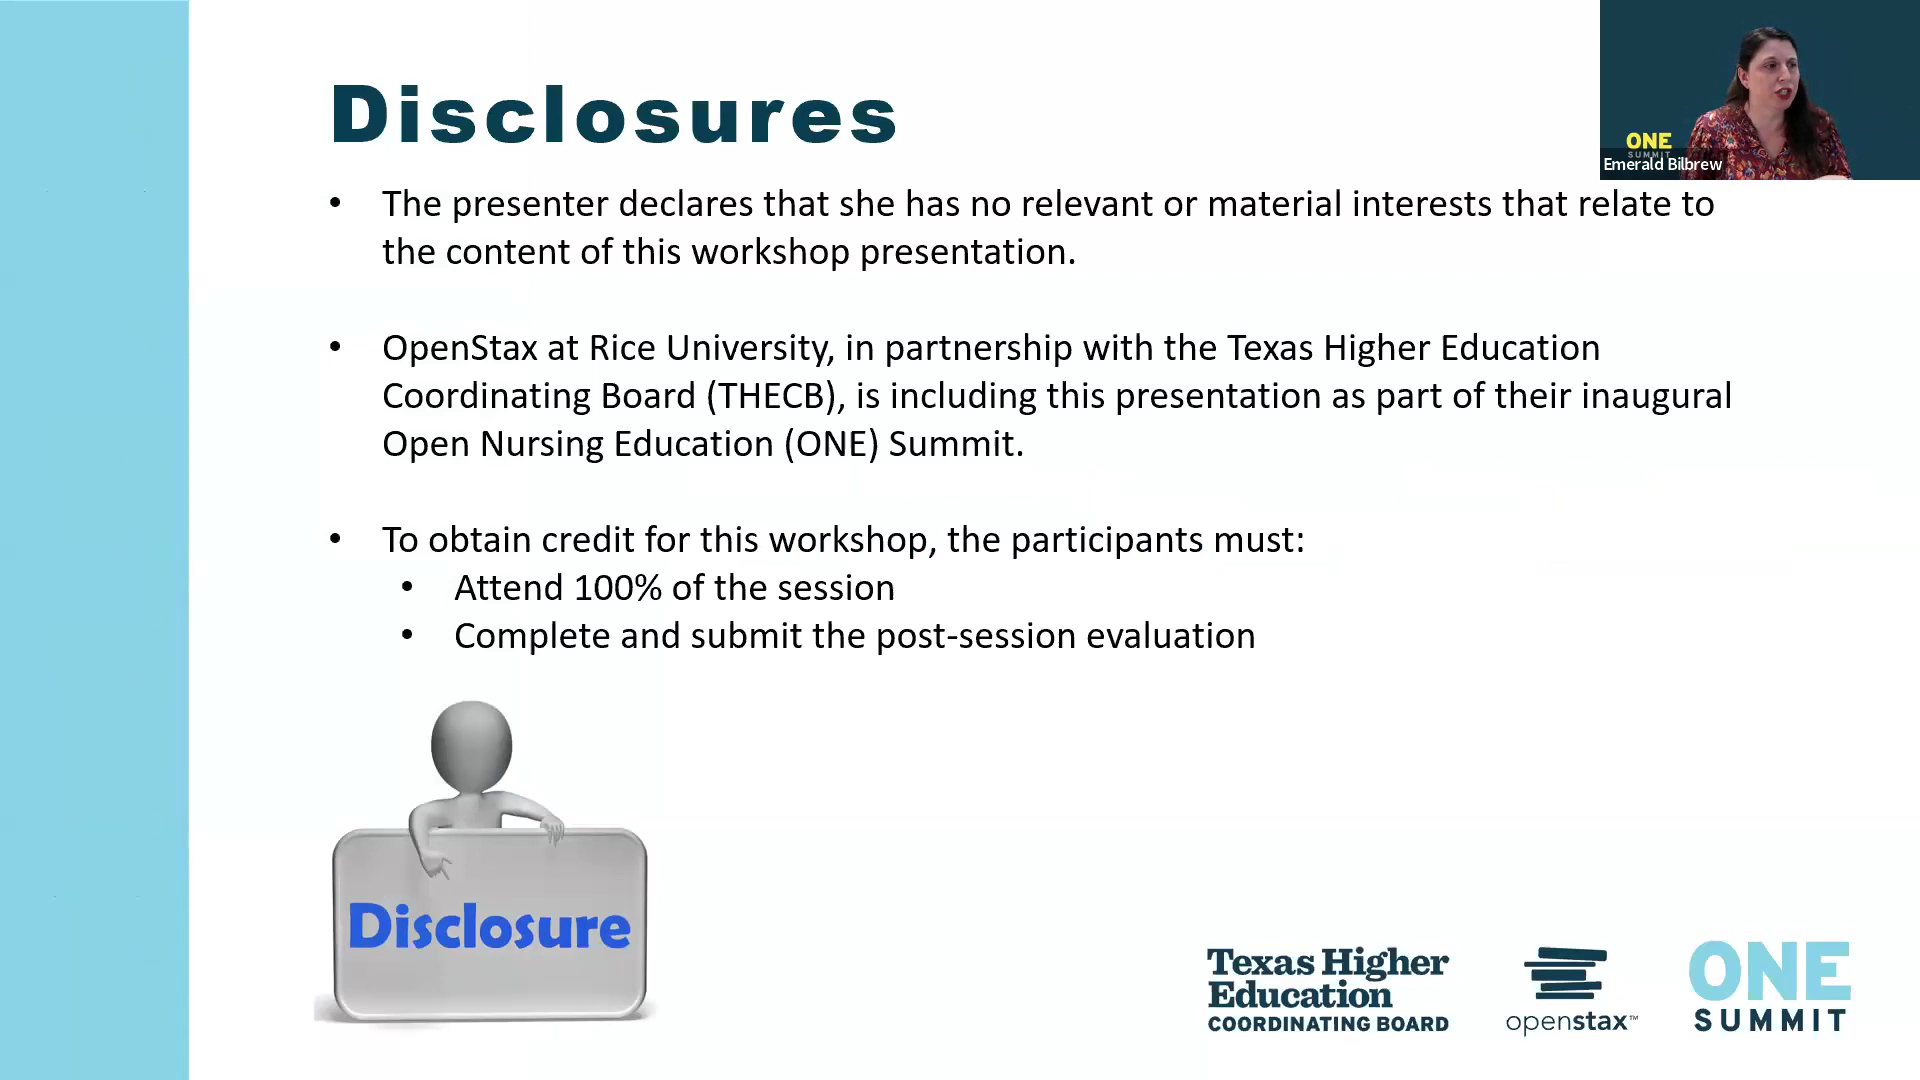 Disclosures
ONE
SUMMIT
Emerald Bilbrew
• The presenter declares that she has no relevant or material interests that relate to
the content of this workshop presentation.
• OpenStax at Rice University, in partnership with the Texas Higher Education
Coordinating Board (THECB), is including this presentation as part of their inaugural
Open Nursing Education (ONE) Summit.
• To obtain credit for this workshop, the participants must:
• Attend 100% of the session
• Complete and submit the post-session evaluation
Disclosure
Texas Higher
Education
COORDINATING BOARD
openstax™
ONE
SUMMIT